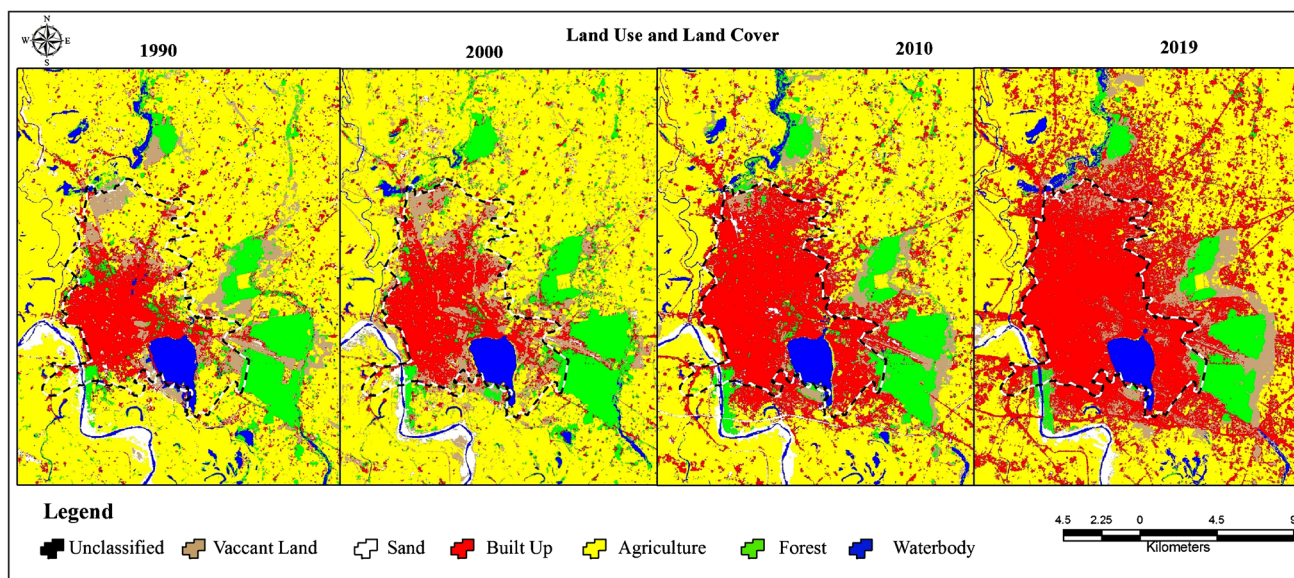 N
W E
S
Land Use and Land Cover
1990
2000
2010
2019
Legend
Unclassified
Vaccant Land
Sand
Built Up
Agriculture
Forest
Waterbody
4.5 2.25 0 4.5 9
Kilometers